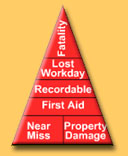 Fatality
Lost
Workday
Recordable
First Aid
Near
Miss
Property
Damage